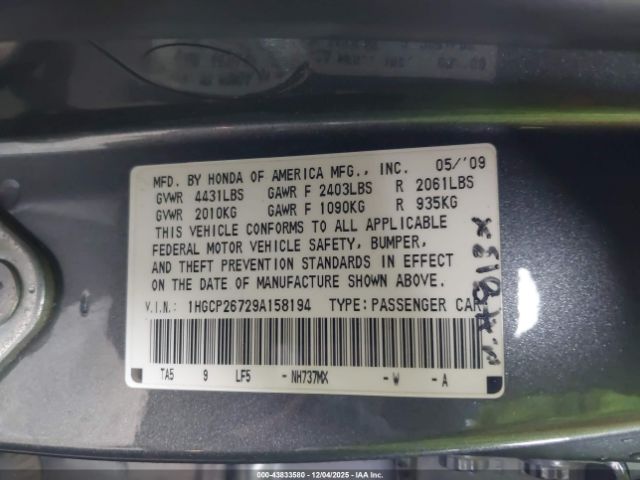 MFD. BY HONDA OF AMERICA MFG., INC. 05/'09
GVWR 4431LBS GAWR F 2403LBS R 2061LBS
GVWR 2010KG GAWR F 1090KG R 935KG
THIS VEHICLE CONFORMS TO ALL APPLICABLE
FEDERAL MOTOR VEHICLE SAFETY, BUMPER,
AND THEFT PREVENTION STANDARDS IN EFFECT
ON THE DATE OF MANUFACTURE SHOWN ABOVE.
V.I.N.: 1HGCP26729A158194 TYPE:PASSENGER CAR
TA5 9 LF5 -NH737MX -W -A
000-43833580 - 12/04/2025 - IAA Inc.